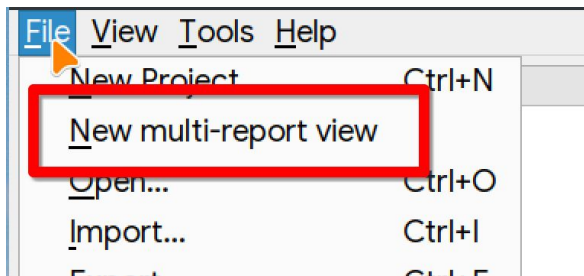 File View Tools Help
New Project Ctrl+N
New multi-report view
Open... Ctrl+O
Import... Ctrl+I